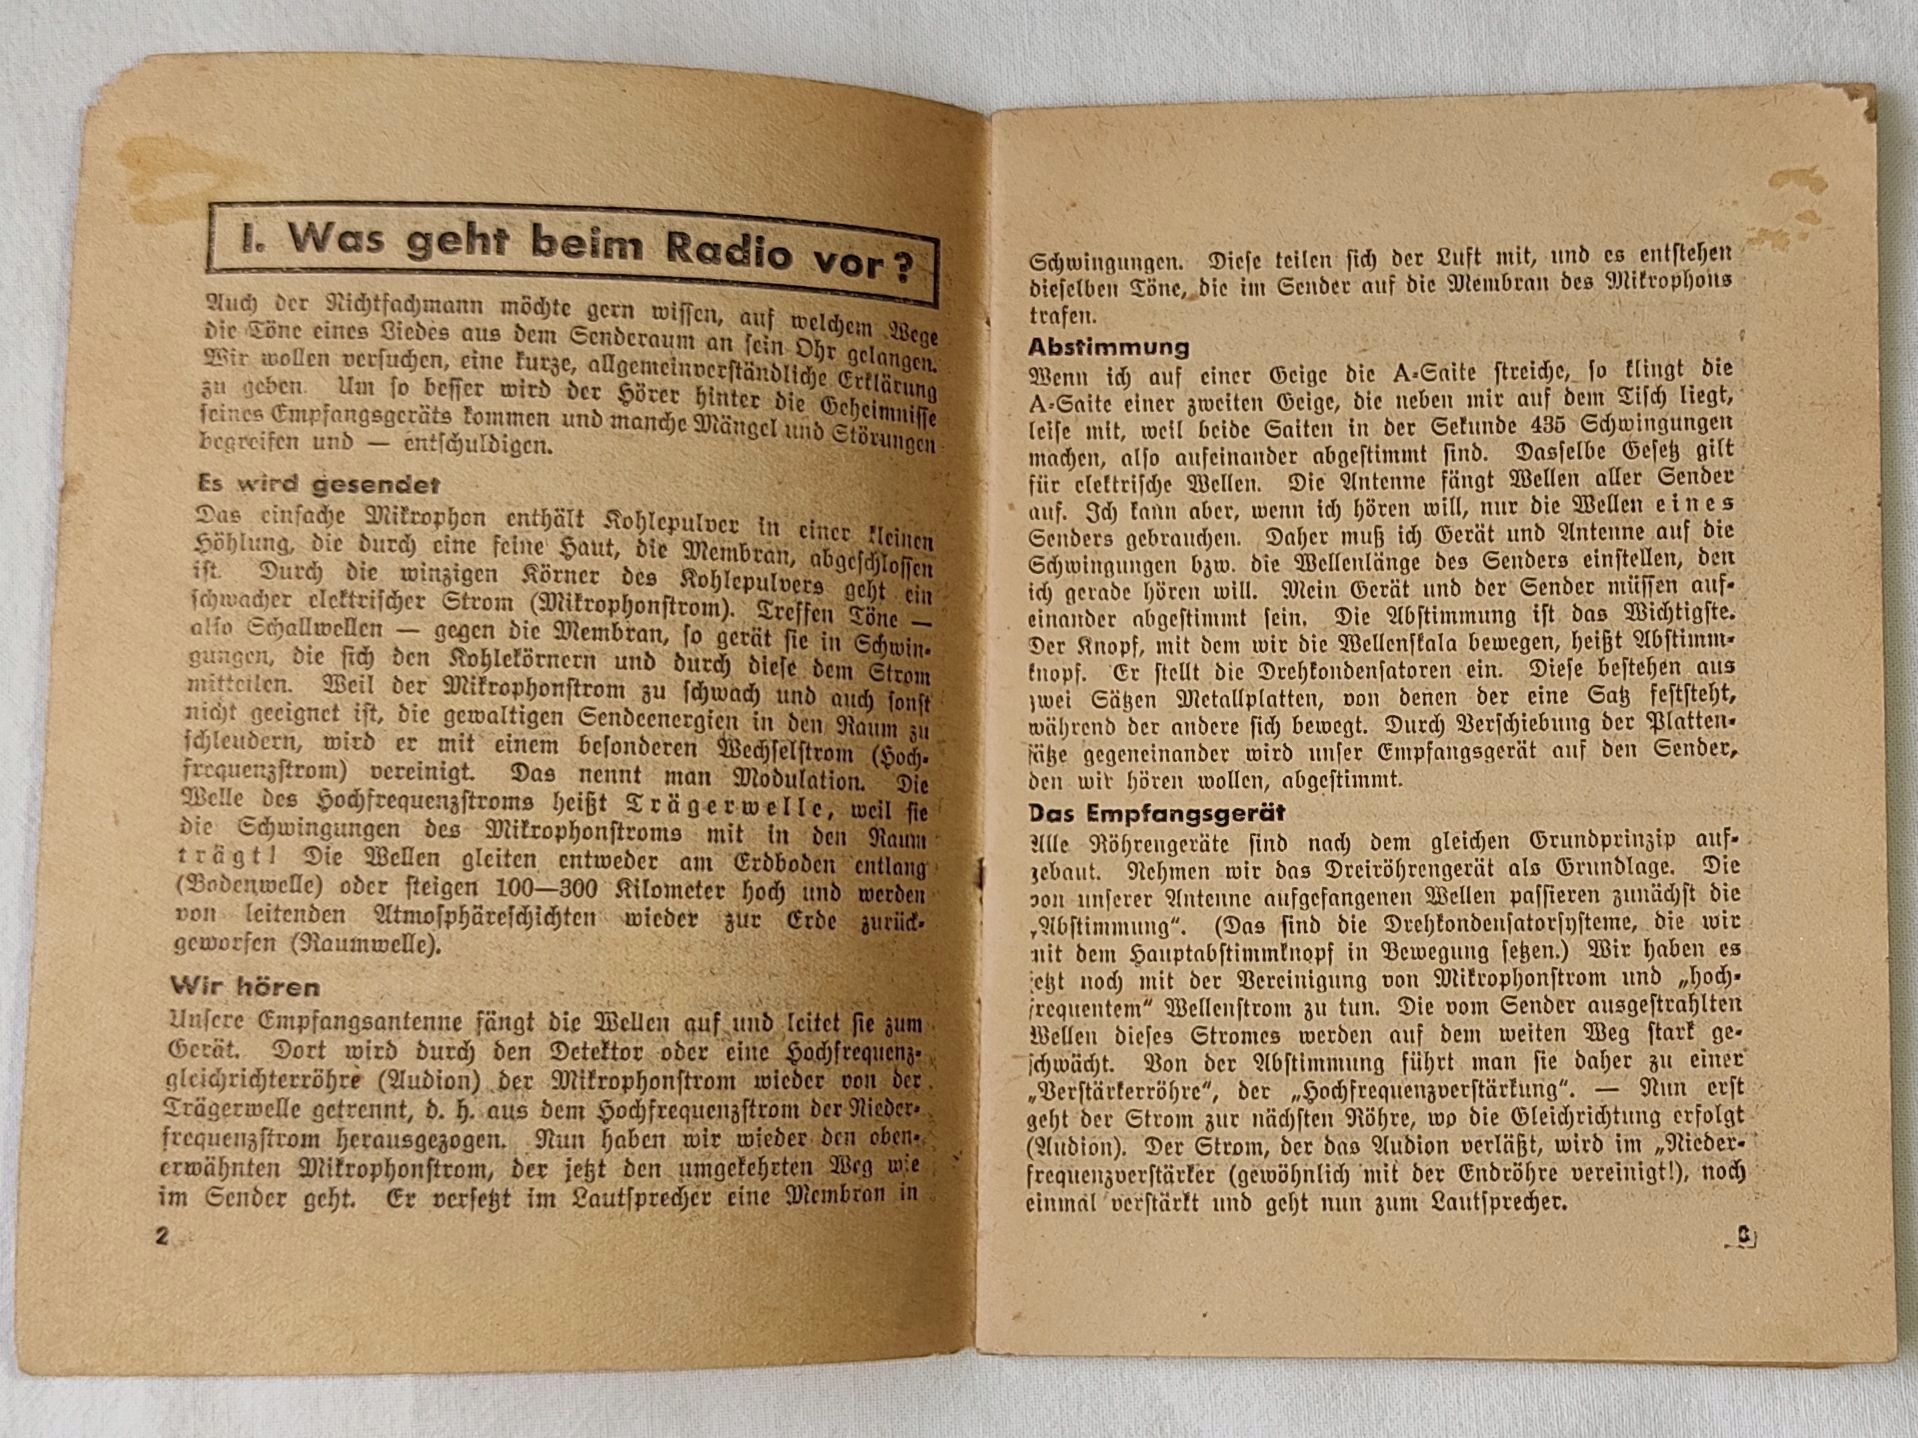 I. Was geht beim Radio vor?
Auch der Nichtfachmann möchte gern wissen, auf welchem Wege
die Töne eines Liedes aus dem Senderaum an sein Ohr gelangen.
Wir wollen versuchen, eine kurze, allgemeinverständliche Erklärung
zu geben. Um so besser wird der Hörer hinter die Geheimnisse
seines Empfangsgeräts kommen und manche Mängel und Störungen
begreifen und — entschuldigen.
Es wird gesendet
Das einfache Mikrophon enthält Kohlepulver in einer kleinen
Höhlung, die durch eine feine Haut, die Membran, abgeschlossen
ist. Durch die winzigen Körner des Kohlepulvers geht ein
schwacher elektrischer Strom (Mikrophonstrom). Treffen Töne —
also Schallwellen — gegen die Membran, so gerät sie in Schwin-
gungen, die sich den Kohlekörnern und durch diese dem Strom
mitteilen. Weil der Mikrophonstrom zu schwach und auch sonst
nicht geeignet ist, die gewaltigen Sendeenergien in den Raum zu
schleudern, wird er mit einem besonderen Wechselstrom (Hoch-
frequenzstrom) vereinigt. Das nennt man Modulation. Die
Welle des Hochfrequenzstroms heißt Trägerwelle, weil sie
die Schwingungen des Mikrophonstroms mit in den Raum
trägt! Die Wellen gleiten entweder am Erdboden entlang
(Bodenwelle) oder steigen 100—300 Kilometer hoch und werden
von leitenden Atmosphäreschichten wieder zur Erde zurück-
geworfen (Raumwelle).
Wir hören
Unsere Empfangsantenne fängt die Wellen auf und leitet sie zum
Gerät. Dort wird durch den Detektor oder eine Hochfrequenz-
gleichrichterröhre (Audion) der Mikrophonstrom wieder von der
Trägerwelle getrennt, d. h. aus dem Hochfrequenzstrom der Nieder-
frequenzstrom herausgezogen. Nun haben wir wieder den oben-
erwähnten Mikrophonstrom, der jetzt den umgekehrten Weg wie
im Sender geht. Er versetzt im Lautsprecher eine Membran in
2
Schwingungen. Diese teilen sich der Luft mit, und es entstehen
dieselben Töne, die im Sender auf die Membran des Mikrophons
trafen.
Abstimmung
Wenn ich auf einer Geige die A-Saite streiche, so klingt die
A-Saite einer zweiten Geige, die neben mir auf dem Tisch liegt,
leise mit, weil beide Saiten in der Sekunde 435 Schwingungen
machen, also aufeinander abgestimmt sind. Dasselbe Gesetz gilt
für elektrische Wellen. Die Antenne fängt Wellen aller Sender
auf. Ich kann aber, wenn ich hören will, nur die Wellen eines
Senders gebrauchen. Daher muß ich Gerät und Antenne auf die
Schwingungen bzw. die Wellenlänge des Senders einstellen, den
ich gerade hören will. Mein Gerät und der Sender müssen auf-
einander abgestimmt sein. Die Abstimmung ist das Wichtigste.
Der Knopf, mit dem wir die Wellenskala bewegen, heißt Abstimm-
knopf. Er stellt die Drehkondensatoren ein. Diese bestehen aus
zwei Sätzen Metallplatten, von denen der eine Satz feststeht,
während der andere sich bewegt. Durch Verschiebung der Platten-
sätze gegeneinander wird unser Empfangsgerät auf den Sender,
den wir hören wollen, abgestimmt.
Das Empfangsgerät
Alle Röhrengeräte sind nach dem gleichen Grundprinzip auf-
gebaut. Nehmen wir das Dreiröhrengerät als Grundlage. Die
von unserer Antenne aufgefangenen Wellen passieren zunächst die
„Abstimmung“. (Das sind die Drehkondensatorsysteme, die wir
mit dem Hauptabstimmknopf in Bewegung setzen.) Wir haben es
jetzt noch mit der Vereinigung von Mikrophonstrom und „hoch-
frequentem“ Wellenstrom zu tun. Die vom Sender ausgestrahlten
Wellen dieses Stromes werden auf dem weiten Weg stark ge-
schwächt. Von der Abstimmung führt man sie daher zu einer
„Verstärkerröhre“, der „Hochfrequenzverstärkung“. — Nun erst
geht der Strom zur nächsten Röhre, wo die Gleichrichtung erfolgt
(Audion). Der Strom, der das Audion verläßt, wird im „Nieder-
frequenzverstärker (gewöhnlich mit der Endröhre vereinigt!), noch
einmal verstärkt und geht nun zum Lautsprecher.
3